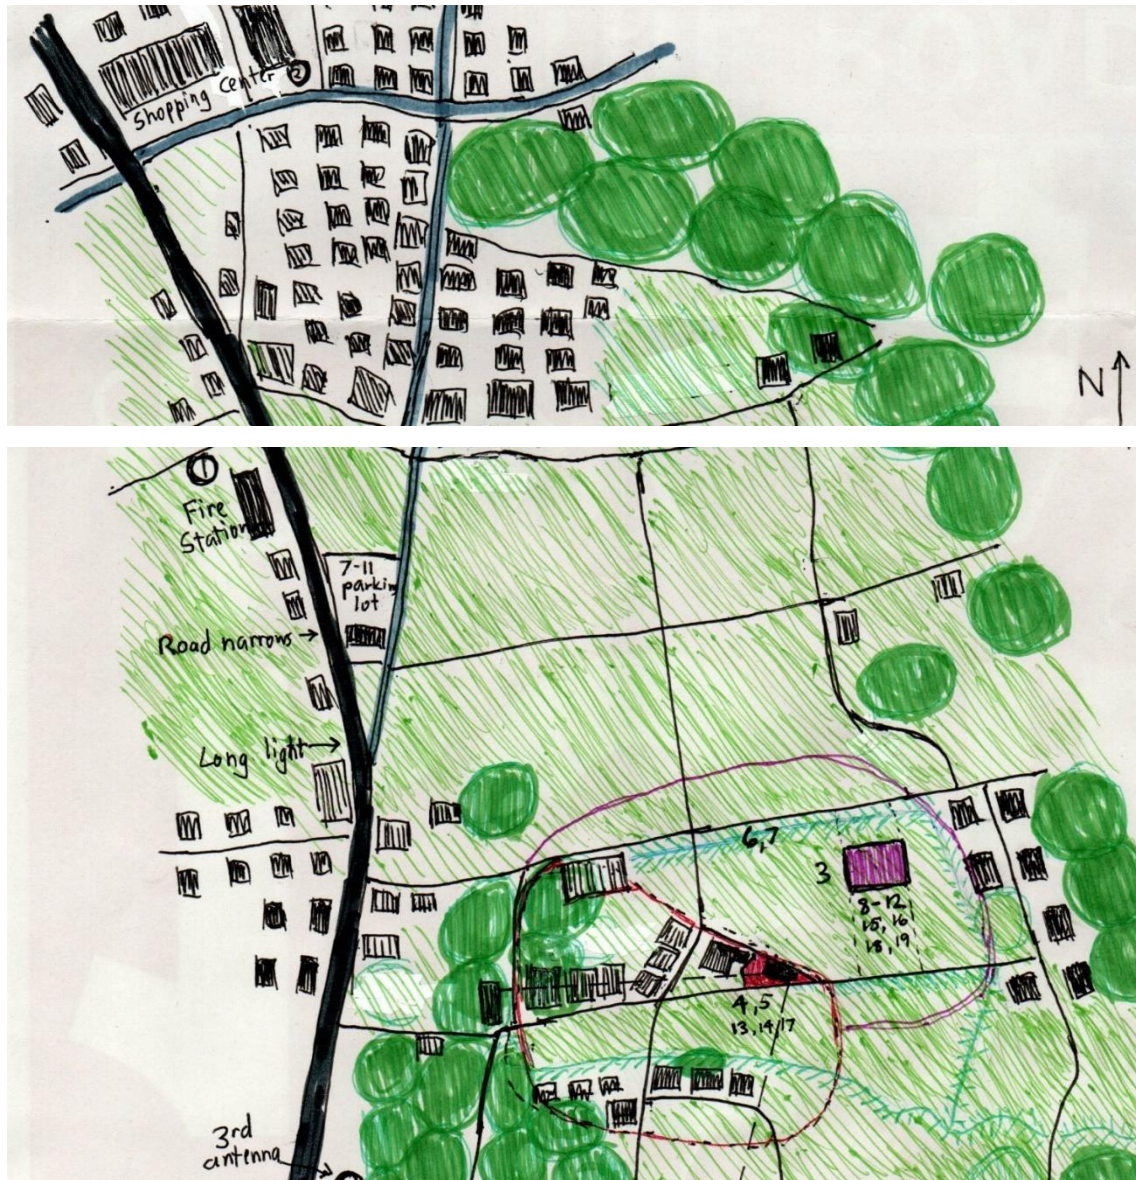 Shopping Center 2
N
1
Fire
Station
7-11
parking
lot
Road narrows →
Long light →
6,7
3
8-12
15, 16
18, 19
4, 5
13, 14, 17
3rd
antenna